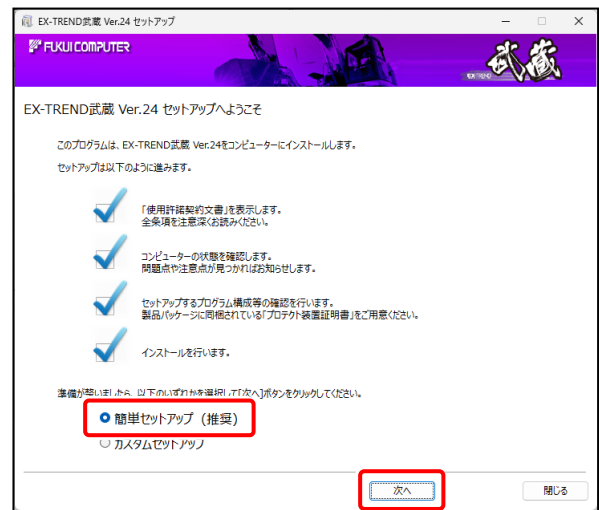 EX-TREND武蔵 Ver.24 セットアップ
FUKUI COMPUTER
EX-TREND 武蔵
EX-TREND武蔵 Ver.24 セットアップへようこそ
このプログラムは、EX-TREND武蔵 Ver.24をコンピューターにインストールします。
セットアップは以下のように進みます。
「使用許諾契約文書」を表示します。
全条項を注意深くお読みください。
コンピューターの状態を確認します。
問題点や注意点が見つかればお知らせします。
セットアップするプログラム構成等の確認を行います。
製品パッケージに同梱されている「プロテクト装置証明書」をご用意ください。
インストールを行います。
準備が整いましたら、以下のいずれかを選択して「次へ」ボタンをクリックしてください。
簡単セットアップ (推奨)
カスタムセットアップ
次へ
閉じる